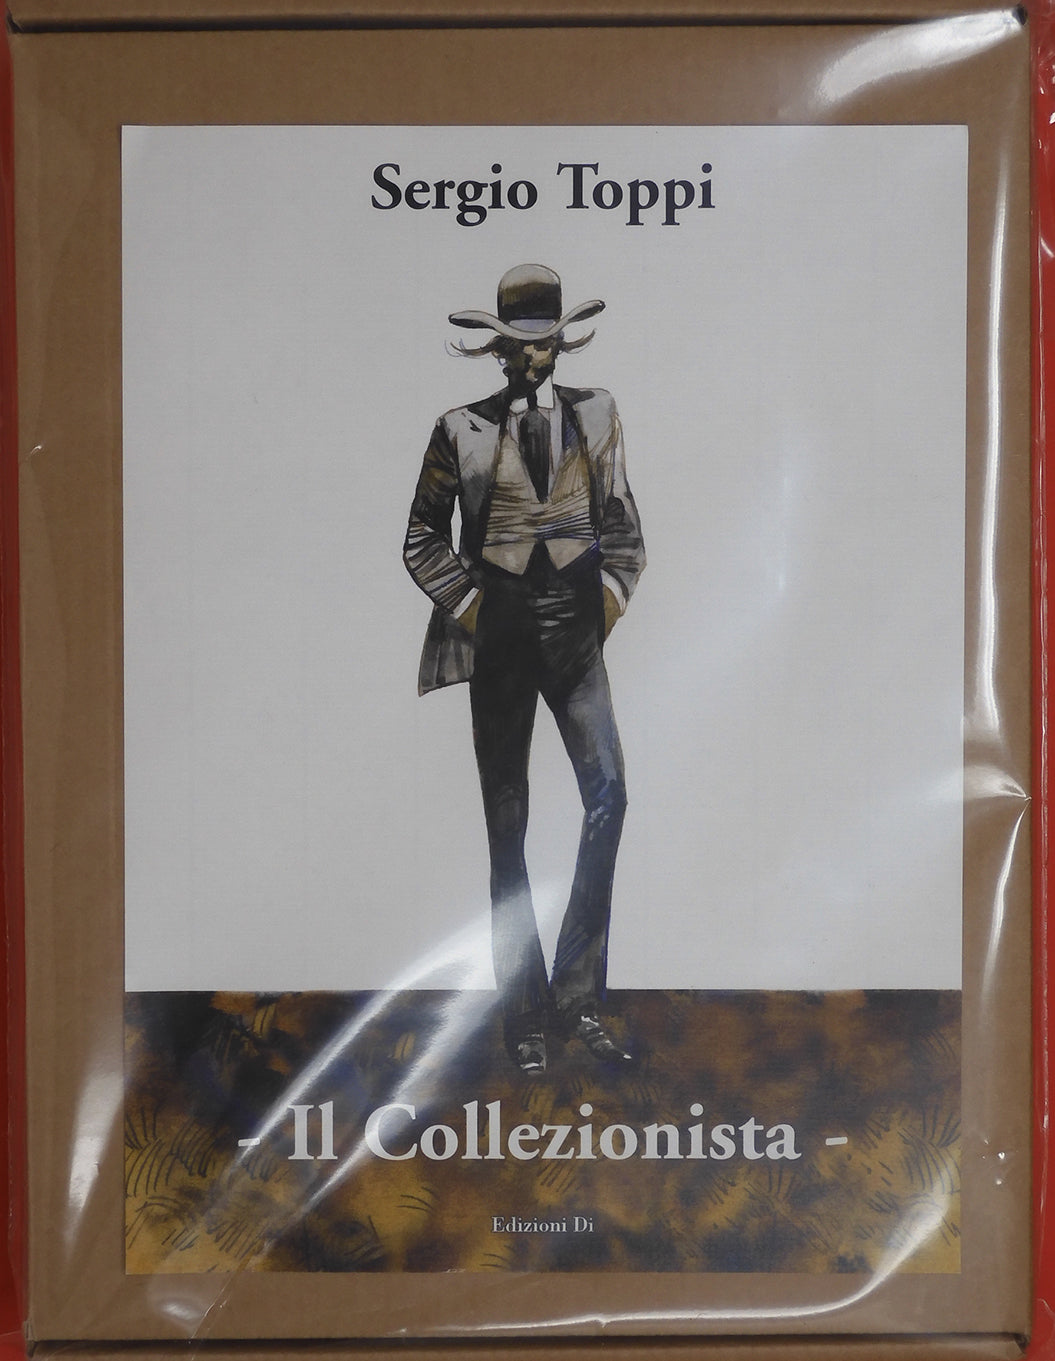 Sergio Toppi
- Il Collezionista -
Edizioni Di